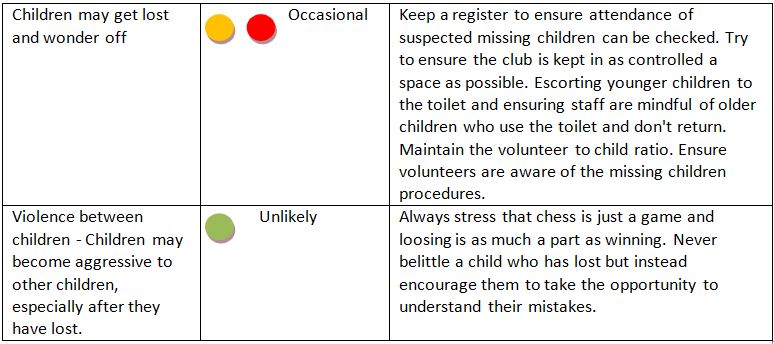 Children may get lost
and wonder off
Occasional
Keep a register to ensure attendance of
suspected missing children can be checked. Try
to ensure the club is kept in as controlled a
space as possible. Escorting younger children to
the toilet and ensuring staff are mindful of older
children who use the toilet and don't return.
Maintain the volunteer to child ratio. Ensure
volunteers are aware of the missing children
procedures.
Violence between
children - Children may
become aggressive to
other children,
especially after they
have lost.
Unlikely
Always stress that chess is just a game and
loosing is as much a part as winning. Never
belittle a child who has lost but instead
encourage them to take the opportunity to
understand their mistakes.